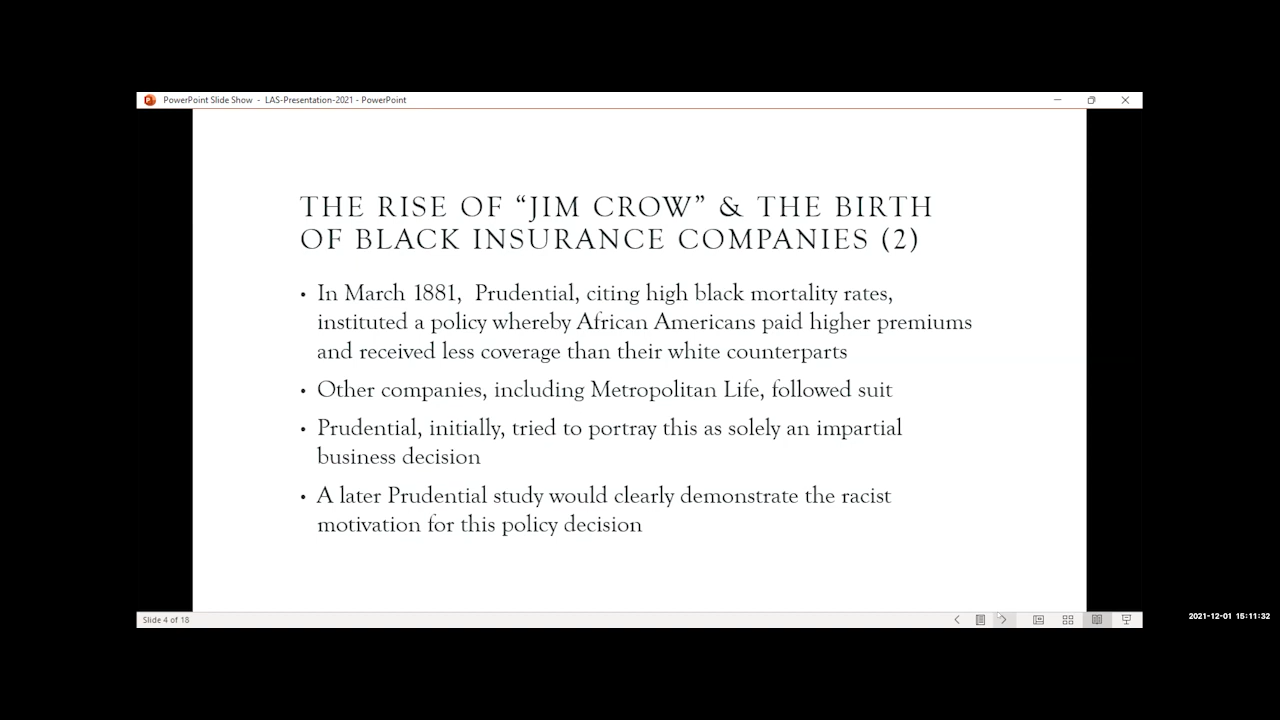 PowerPoint Slide Show - LAS-Presentation-2021 - PowerPoint
THE RISE OF “JIM CROW” & THE BIRTH
OF BLACK INSURANCE COMPANIES (2)
• In March 1881, Prudential, citing high black mortality rates,
instituted a policy whereby African Americans paid higher premiums
and received less coverage than their white counterparts
• Other companies, including Metropolitan Life, followed suit
• Prudential, initially, tried to portray this as solely an impartial
business decision
• A later Prudential study would clearly demonstrate the racist
motivation for this policy decision
Slide 4 of 18
2021-12-01 15:11:32